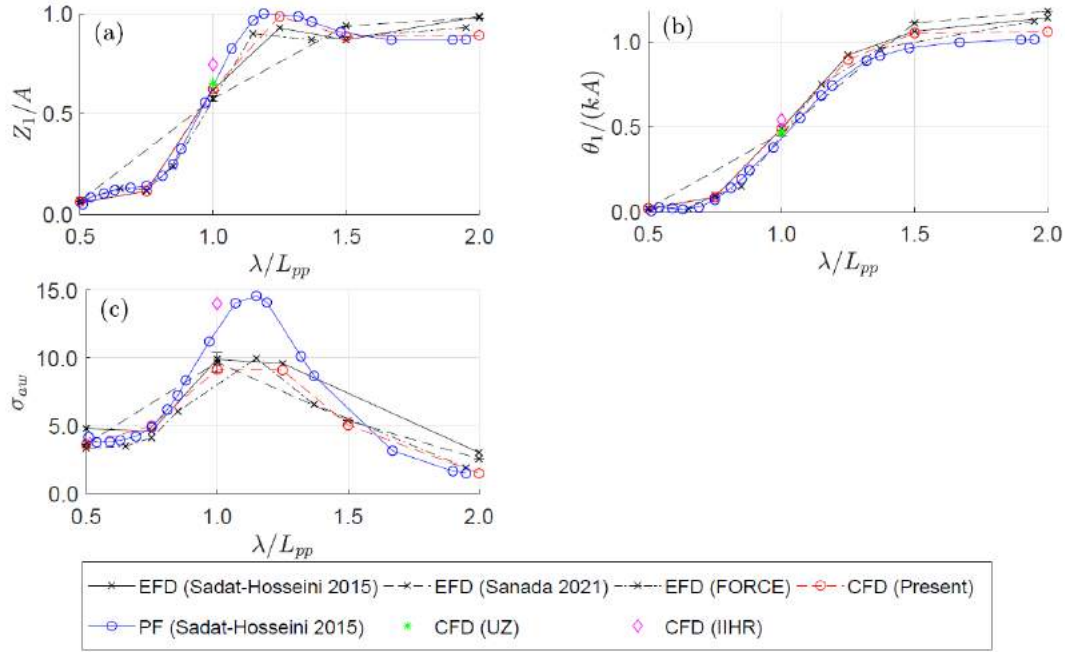 (a)
Z₁/A
1.0
0.5
0.0
0.5 1.0 1.5 2.0
λ/Lpp
(b)
θ₁/(kA)
1.0
0.5
0.0
0.5 1.0 1.5 2.0
λ/Lpp
(c)
σaw
15.0
10.0
5.0
0.0
0.5 1.0 1.5 2.0
λ/Lpp
EFD (Sadat-Hosseini 2015) EFD (Sanada 2021) EFD (FORCE) CFD (Present)
PF (Sadat-Hosseini 2015) CFD (UZ) CFD (IIHR)